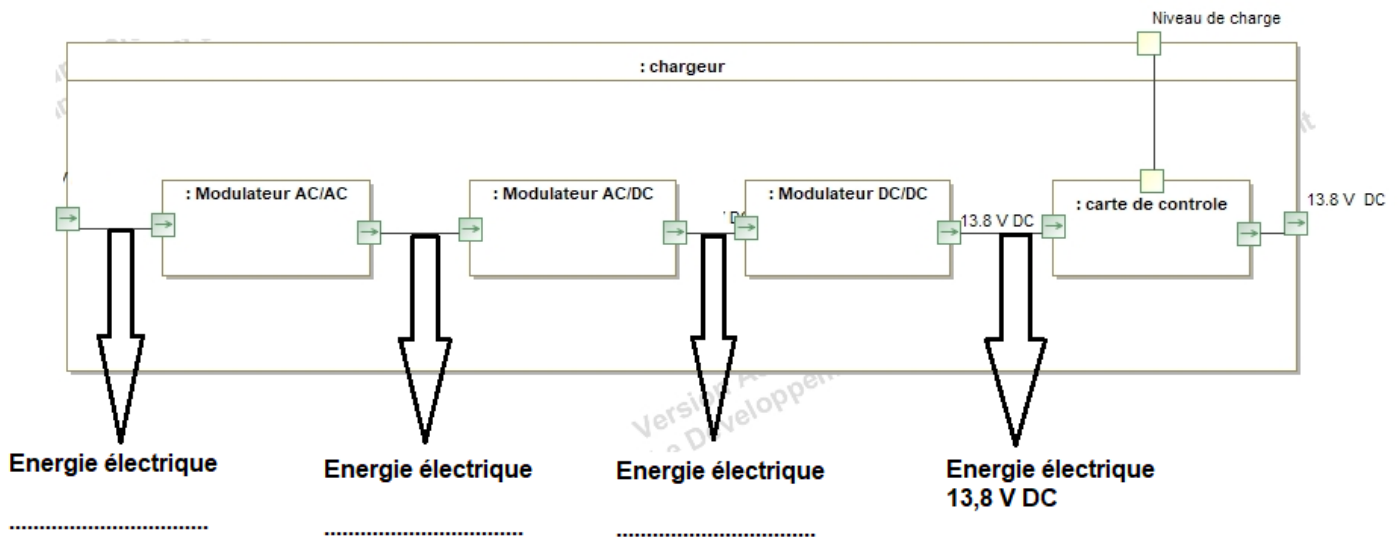 Niveau de charge
: chargeur
: Modulateur AC/AC
: Modulateur AC/DC
: Modulateur DC/DC
: carte de controle
13.8 V DC
13.8 V DC
Energie électrique
.................................
Energie électrique
.................................
Energie électrique
.................................
Energie électrique
13,8 V DC